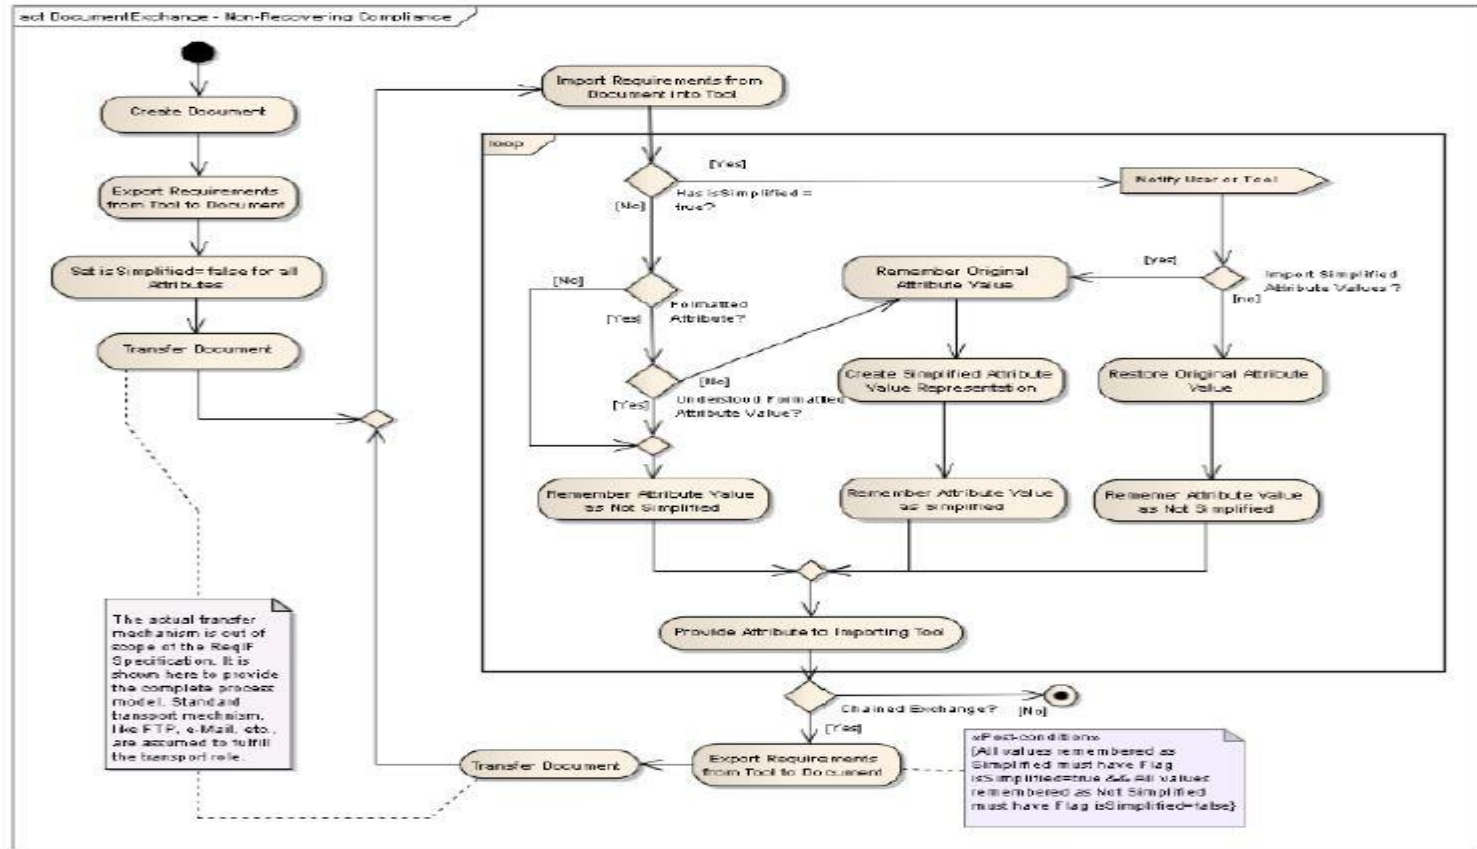 act DocumentExchange - Non-Recovering Compliance
Create Document
Export Requirements
from Tool to Document
Set isSimplified= false for all
Attributes
Transfer Document
The actual transfer
mechanism is out of
scope of the ReqIF
Specification. It is
shown here to provide
the complete process
model. Standard
transport mechnism,
like FTP, e-Mail, etc.,
are assumed to fulfill
the transport role.
Import Requirements from
Document into Tool
loop
[Yes]
Has isSimplified =
true?
[No]
Notify User or Tool
[No]
Formatted
Attribute?
[Yes]
Remember Original
Attribute Value
[yes]
Import Simplified
Attribute Values ?
[no]
[No]
Understood Formatted
Attribute Value?
[Yes]
Create Simplified Attribute
Value Representation
Restore Original Attribute
Value
Remember Attribute Value
as Not Simplified
Remember Attribute Value
as Simplified
Rememer Attribute Value
as Not Simplified
Provide Attribute to Importing Tool
Chained Exchange?
[No]
[Yes]
Export Requirements
from Tool to Document
Transfer Document
«Post-condition»
{All values remembered as
Simplified must have Flag
isSimplified=true && All values
remembered as Not Simplified
must have Flag isSimplified=false}